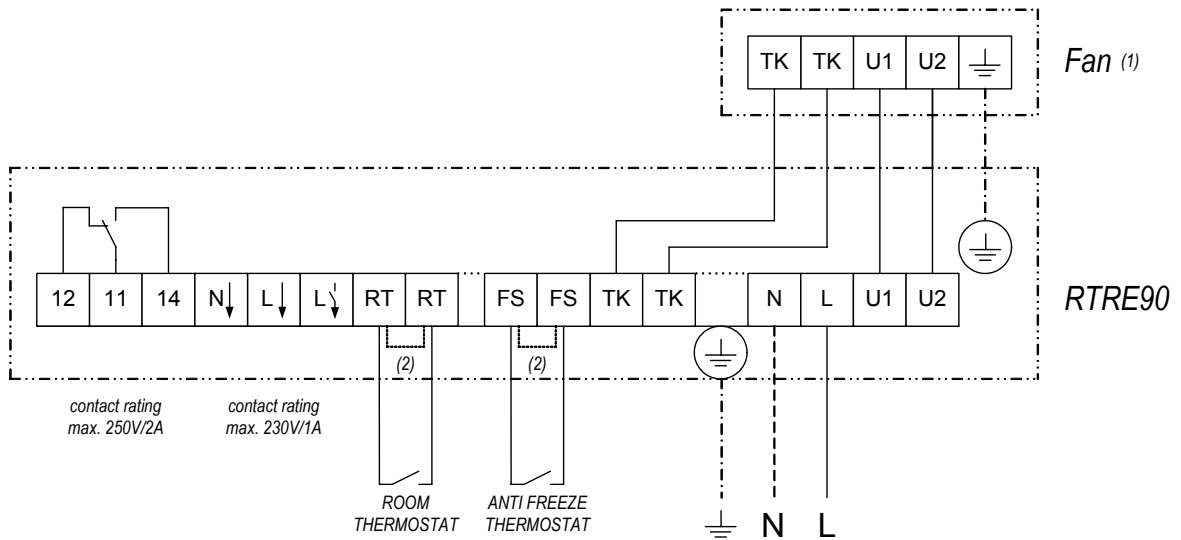 TK TK U1 U2
Fan (1)
12 11 14 N L L RT RT FS FS TK TK N L U1 U2
RTRE90
(2) (2)
contact rating
max. 250V/2A
contact rating
max. 230V/1A
ROOM
THERMOSTAT
ANTI FREEZE
THERMOSTAT
N L